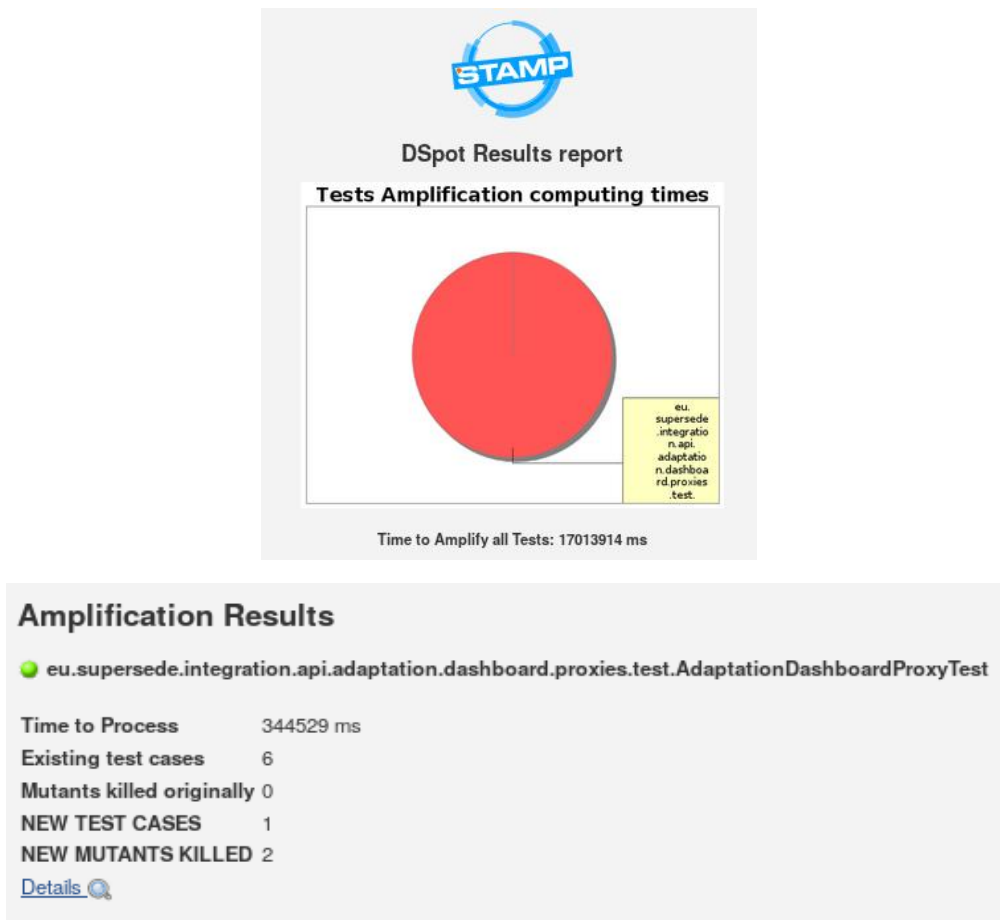 STAMP
DSpot Results report
Tests Amplification computing times
eu.
supersede
.integratio
n.api.
adaptatio
n.dashboa
rd.proxies
.test.
Time to Amplify all Tests: 17013914 ms
Amplification Results
eu.supersede.integration.api.adaptation.dashboard.proxies.test.AdaptationDashboardProxyTest
Time to Process 344529 ms
Existing test cases 6
Mutants killed originally 0
NEW TEST CASES 1
NEW MUTANTS KILLED 2
Details